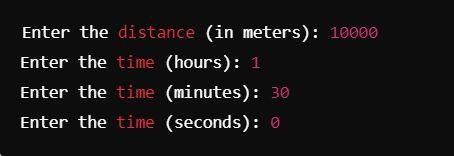 Enter the distance (in meters): 10000
Enter the time (hours): 1
Enter the time (minutes): 30
Enter the time (seconds): 0